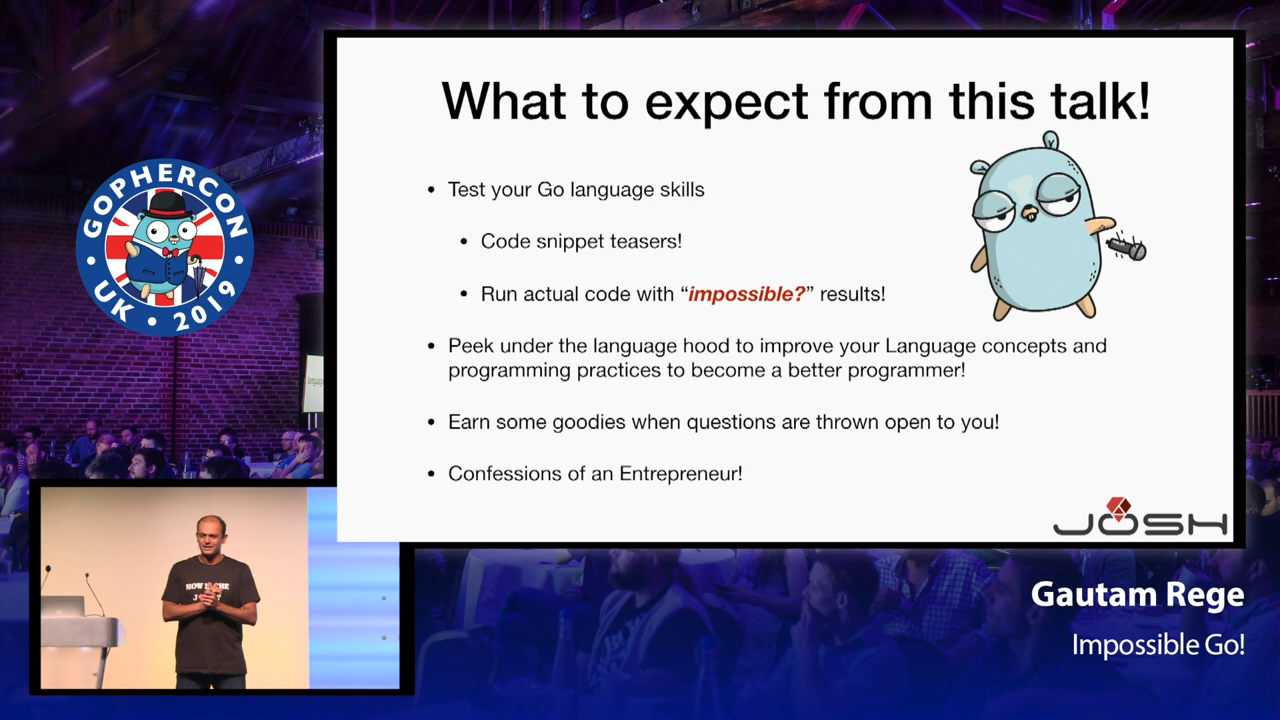 GOPHERCON
UK • 2019
What to expect from this talk!
• Test your Go language skills
• Code snippet teasers!
• Run actual code with “impossible?” results!
• Peek under the language hood to improve your Language concepts and
programming practices to become a better programmer!
• Earn some goodies when questions are thrown open to you!
• Confessions of an Entrepreneur!
JOSH
HOW IS THE
Gautam Rege
Impossible Go!